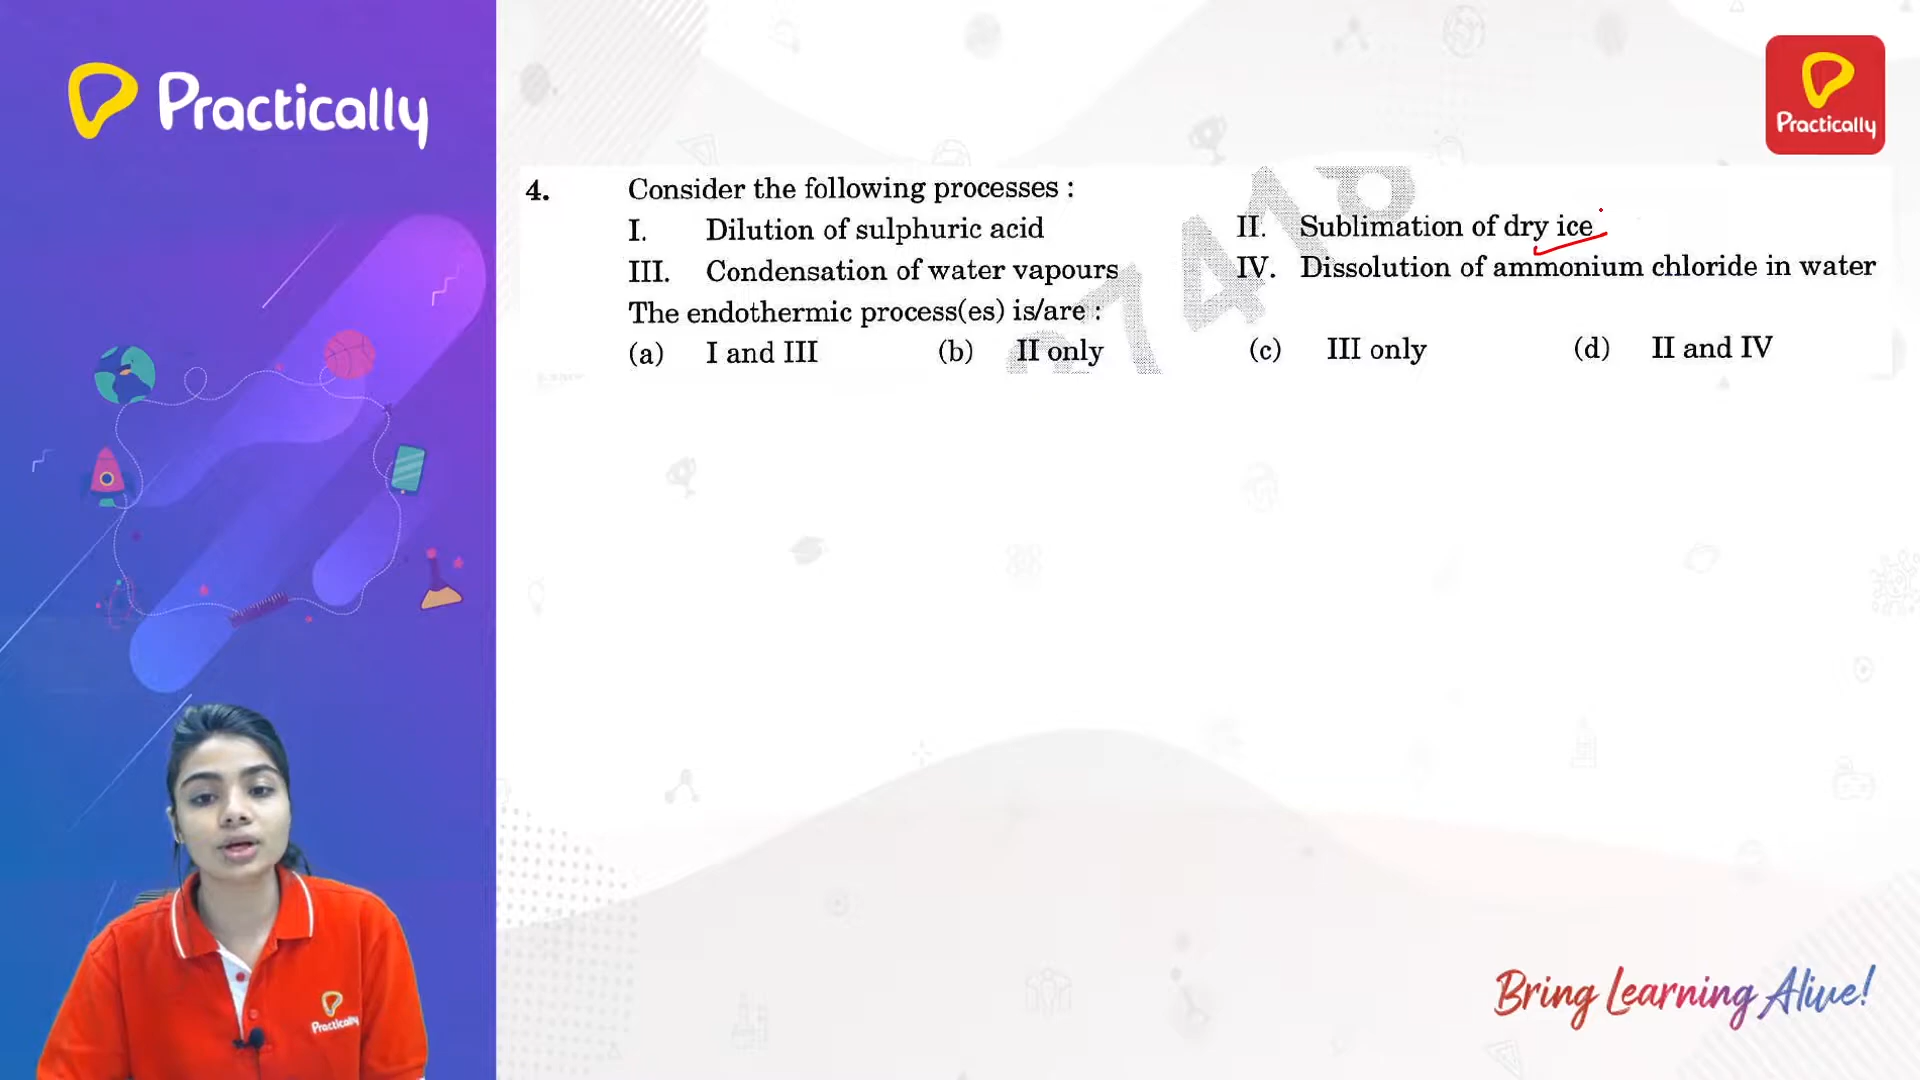 Practically
Practically
4. Consider the following processes :
I. Dilution of sulphuric acid II. Sublimation of dry ice
III. Condensation of water vapours IV. Dissolution of ammonium chloride in water
The endothermic process(es) is/are :
(a) I and III (b) II only (c) III only (d) II and IV
Practically
Bring Learning Alive!